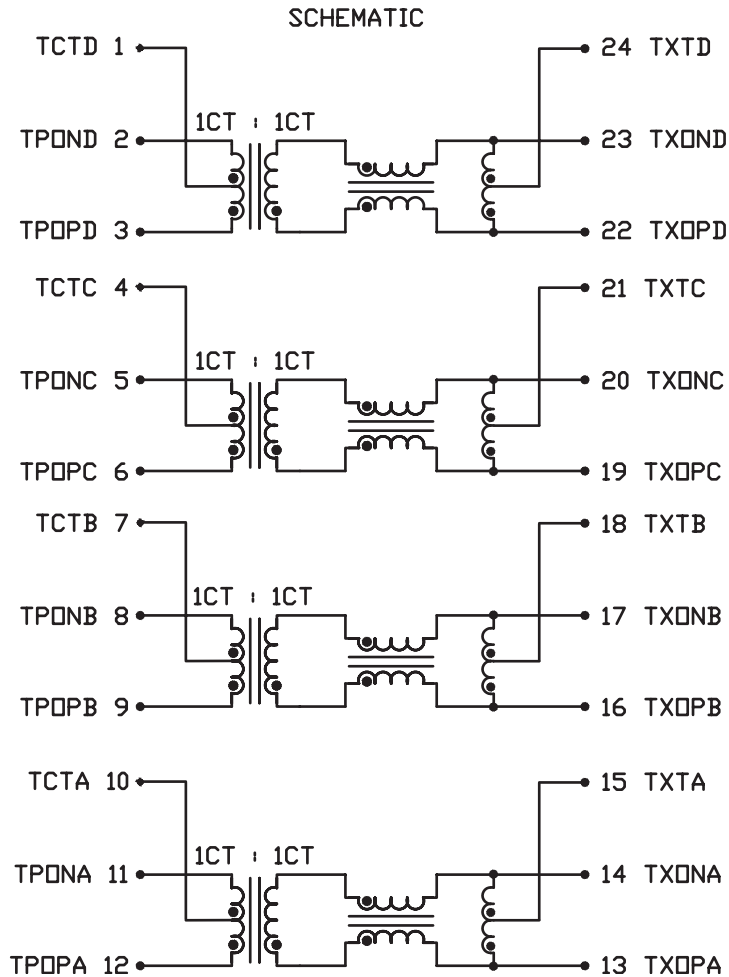 SCHEMATIC
TCTD 1
24 TXTD
1CT : 1CT
TPOND 2
23 TXOND
TPOPD 3
22 TXOPD
TCTC 4
21 TXTC
1CT : 1CT
TPONC 5
20 TXONC
TPOPC 6
19 TXOPC
TCTB 7
18 TXTB
1CT : 1CT
TPONB 8
17 TXONB
TPOPB 9
16 TXOPB
TCTA 10
15 TXTA
1CT : 1CT
TPONA 11
14 TXONA
TPOPA 12
13 TXOPA